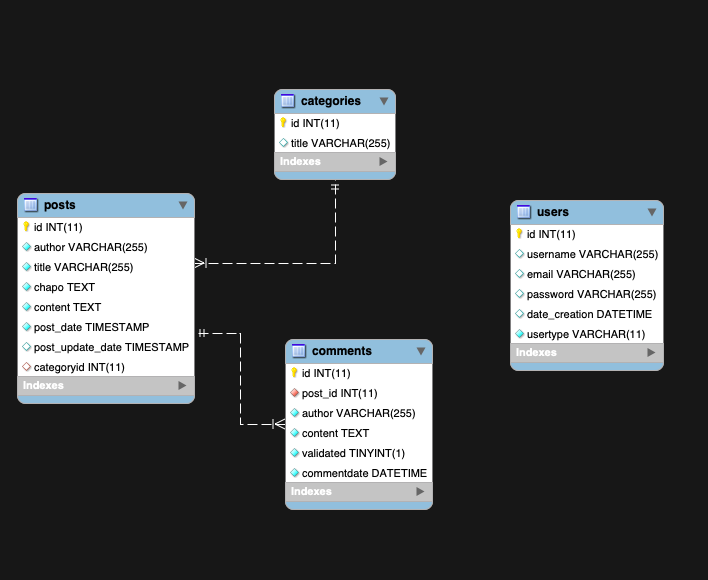 categories
id INT(11)
title VARCHAR(255)
Indexes
posts
id INT(11)
author VARCHAR(255)
title VARCHAR(255)
chapo TEXT
content TEXT
post_date TIMESTAMP
post_update_date TIMESTAMP
categoryid INT(11)
Indexes
users
id INT(11)
username VARCHAR(255)
email VARCHAR(255)
password VARCHAR(255)
date_creation DATETIME
usertype VARCHAR(11)
Indexes
comments
id INT(11)
post_id INT(11)
author VARCHAR(255)
content TEXT
validated TINYINT(1)
commentdate DATETIME
Indexes